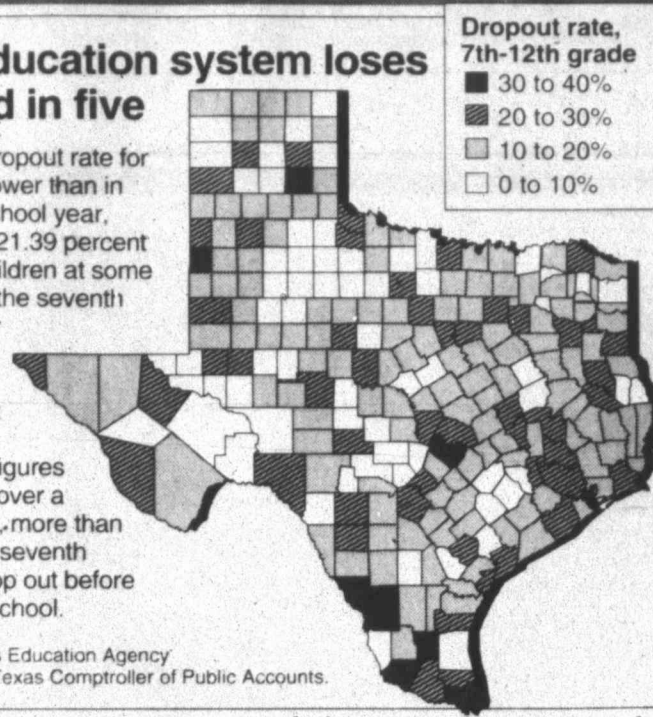 ducation system loses
d in five
ropout rate for
ower than in
chool year,
21.39 percent
ildren at some
the seventh
igures
over a
, more than
seventh
op out before
chool.
s Education Agency
exas Comptroller of Public Accounts.
Dropout rate,
7th-12th grade
30 to 40%
20 to 30%
10 to 20%
0 to 10%